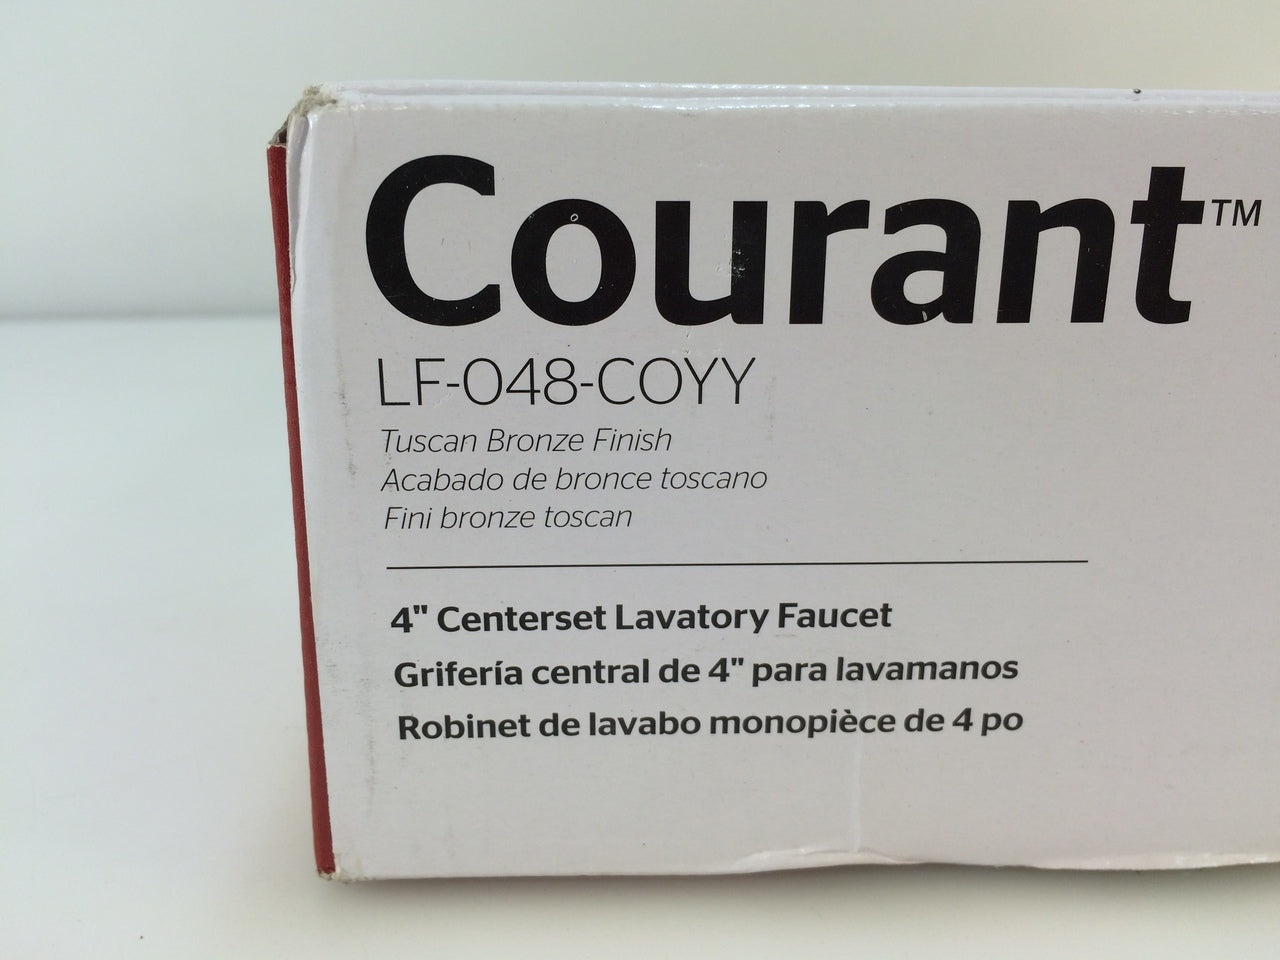 Courant™
LF-048-COYY
Tuscan Bronze Finish
Acabado de bronce toscano
Fini bronze toscan
4" Centerset Lavatory Faucet
Grifería central de 4" para lavamanos
Robinet de lavabo monopièce de 4 po